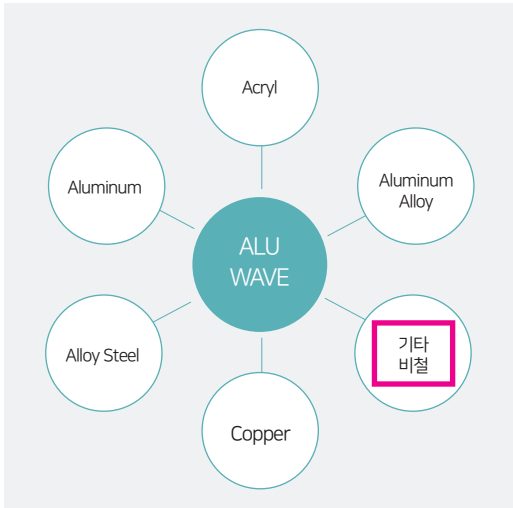 Acryl
Aluminum
Aluminum
Alloy
ALU
WAVE
Alloy Steel
기타
비철
Copper